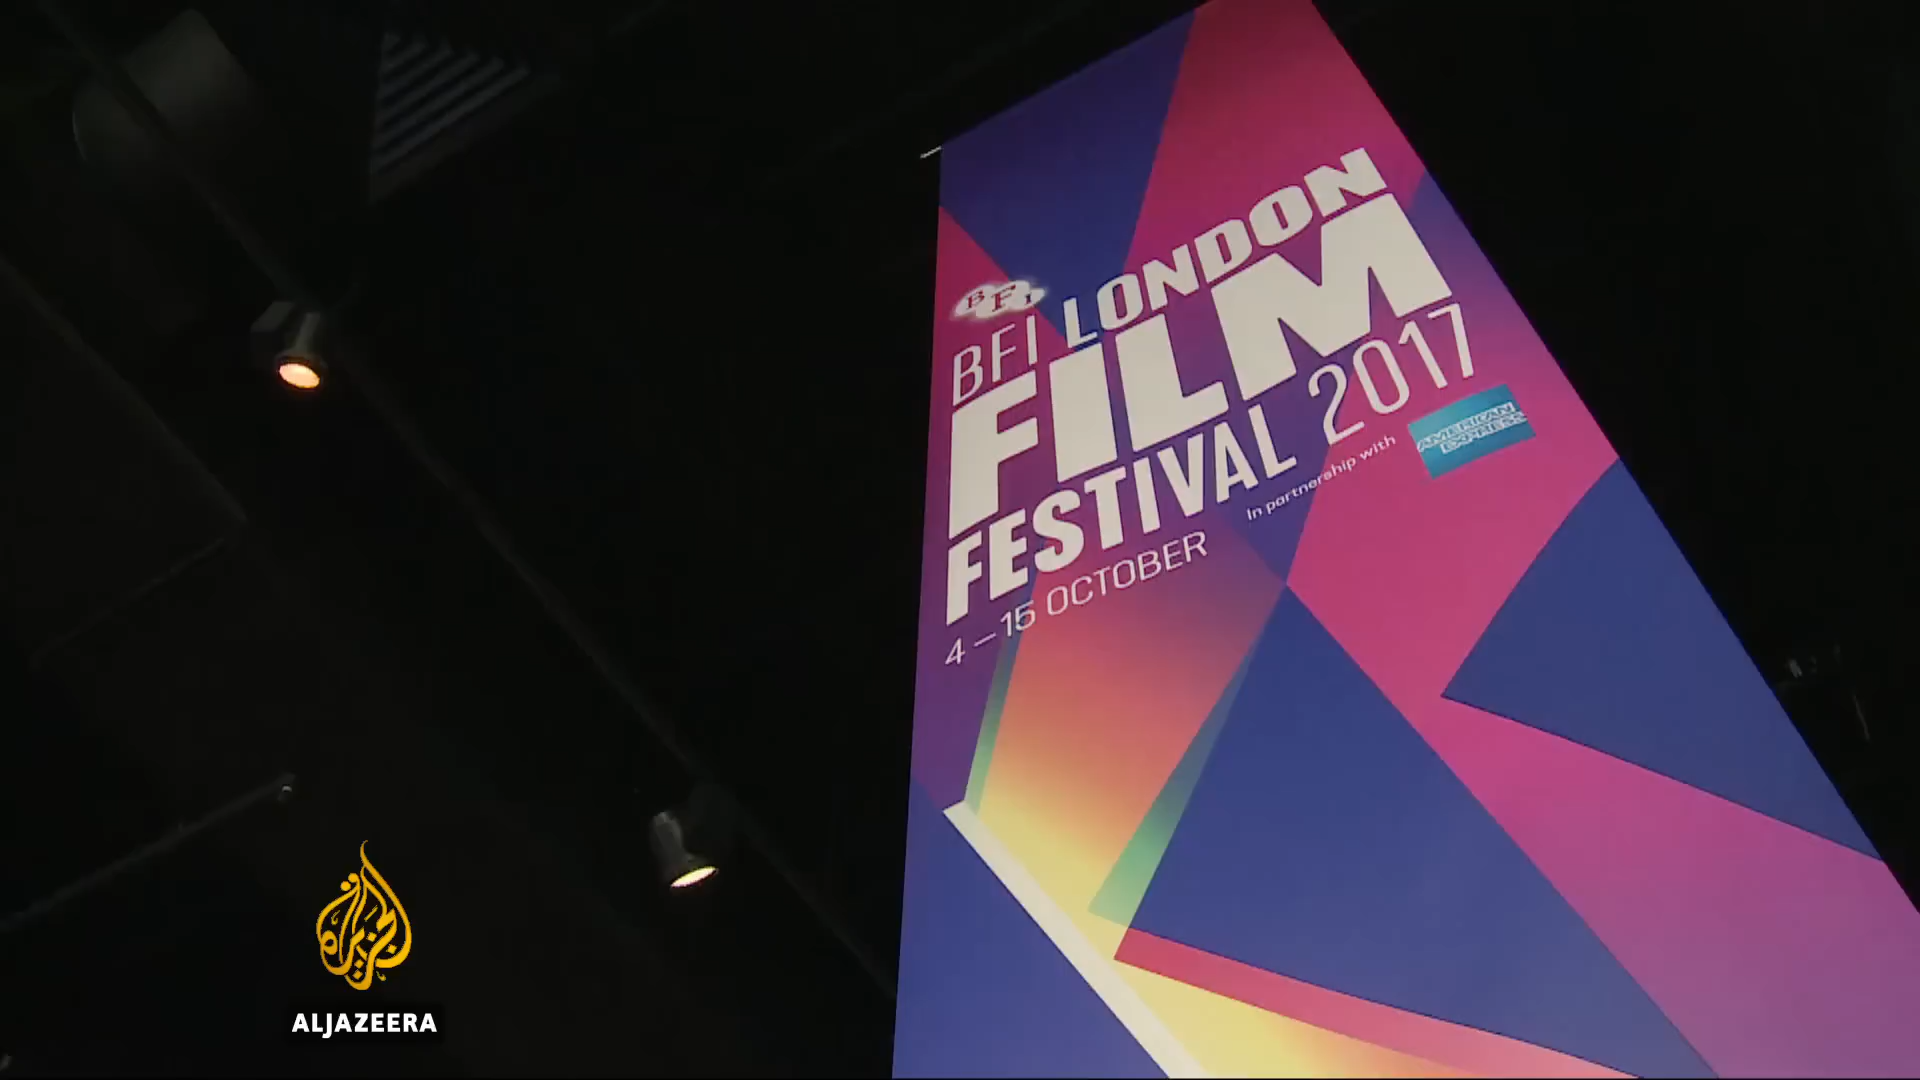 BFI
BFI LONDON
FILM
FESTIVAL 2017
In partnership with
AMERICAN
EXPRESS
4 – 15 OCTOBER
الجزيرة
ALJAZEERA